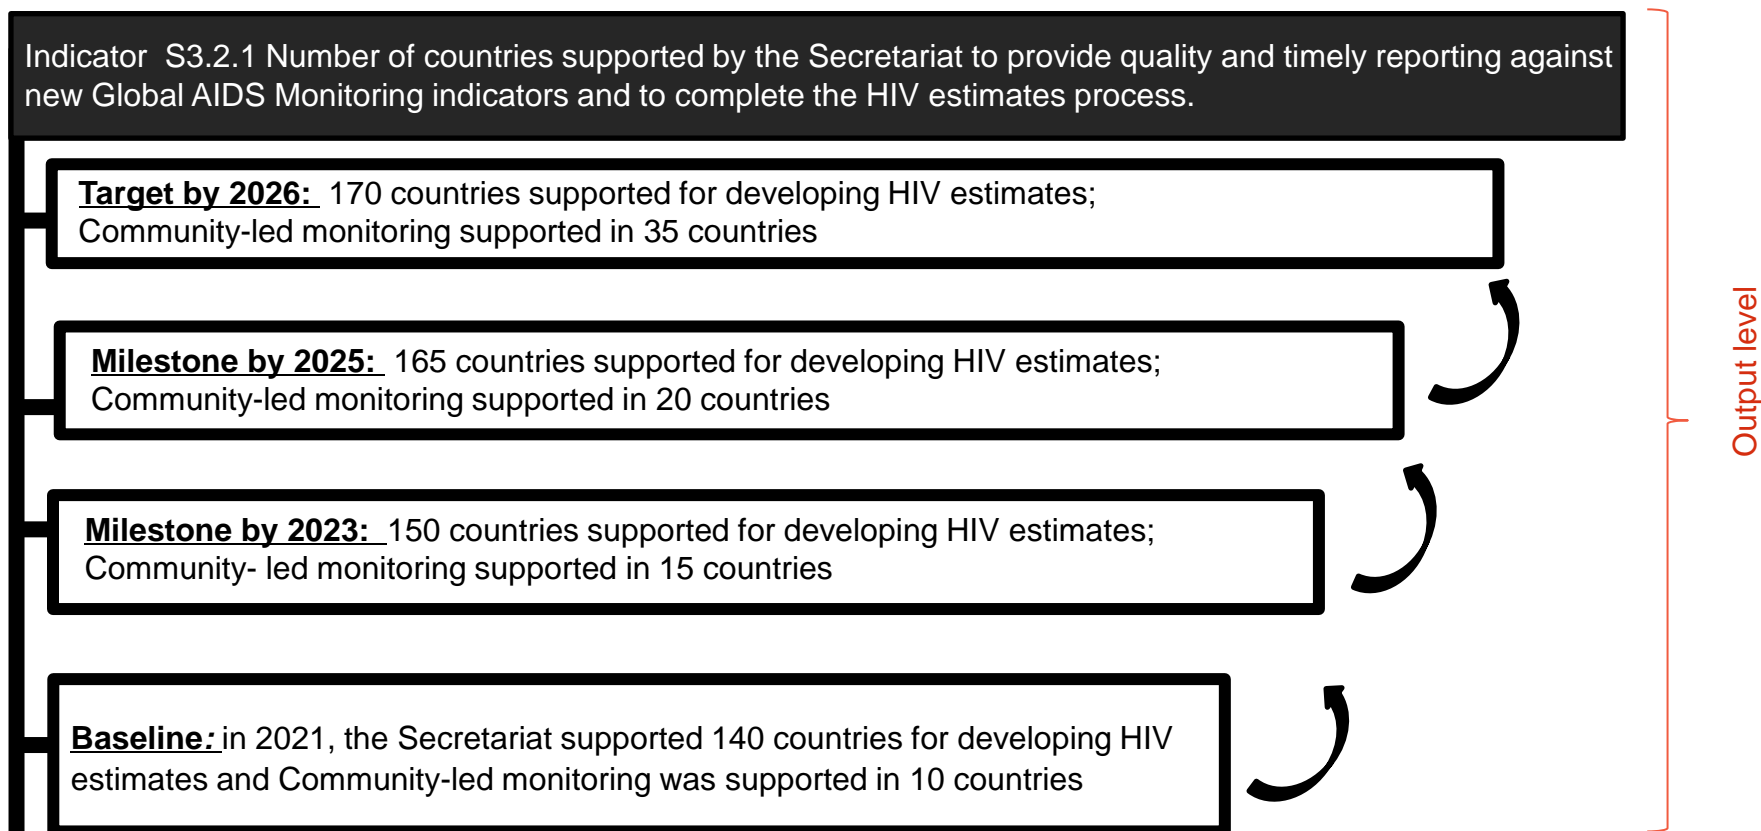 Indicator  S3.2.1 Number of countries supported by the Secretariat to provide quality and timely reporting against
new Global AIDS Monitoring indicators and to complete the HIV estimates process.
Target by 2026:  170 countries supported for developing HIV estimates;
Community-led monitoring supported in 35 countries
Milestone by 2025:  165 countries supported for developing HIV estimates;
Community-led monitoring supported in 20 countries
Milestone by 2023:  150 countries supported for developing HIV estimates;
Community- led monitoring supported in 15 countries
Baseline: in 2021, the Secretariat supported 140 countries for developing HIV
estimates and Community-led monitoring was supported in 10 countries
Output level